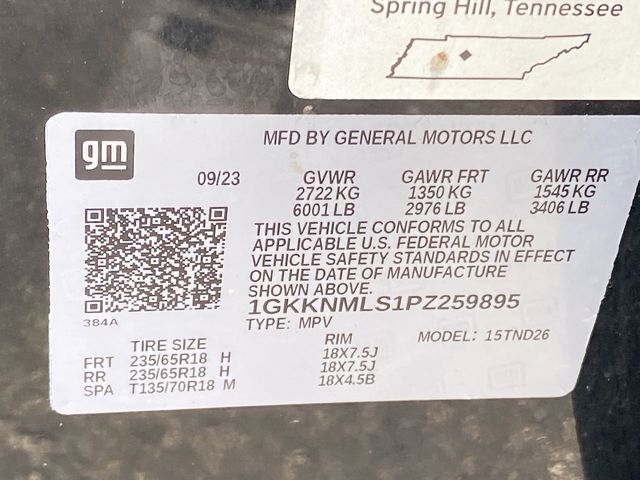 Spring Hill, Tennessee
gm
MFD BY GENERAL MOTORS LLC
09/23 GVWR GAWR FRT GAWR RR
2722 KG 1350 KG 1545 KG
6001 LB 2976 LB 3406 LB
THIS VEHICLE CONFORMS TO ALL
APPLICABLE U.S. FEDERAL MOTOR
VEHICLE SAFETY STANDARDS IN EFFECT
ON THE DATE OF MANUFACTURE
SHOWN ABOVE.
1GKKNMLS1PZ259895
384A
TYPE: MPV MODEL: 15TND26
TIRE SIZE RIM
FRT 235/65R18 H 18X7.5J
RR 235/65R18 H 18X7.5J
SPA T135/70R18 M 18X4.5B